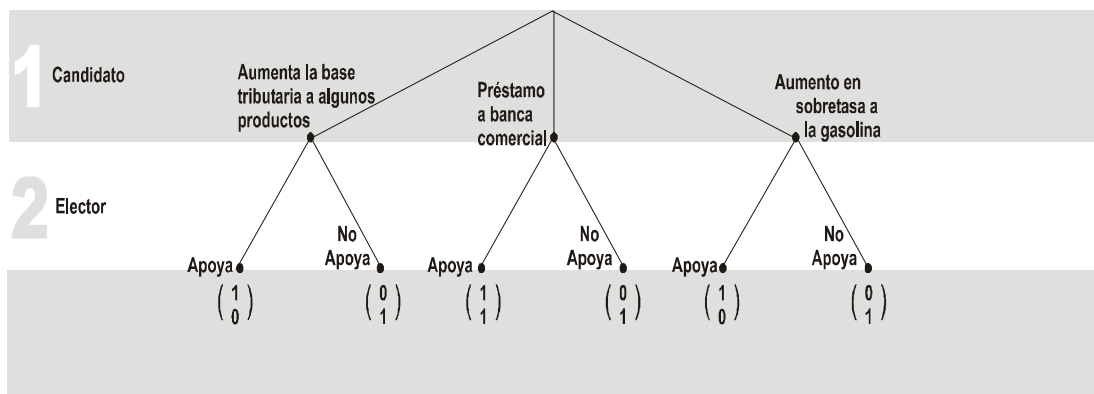 1 Candidato
Aumenta la base
tributaria a algunos
productos
Préstamo
a banca
comercial
Aumento en
sobretasa a
la gasolina
2 Elector
Apoya
No
Apoya
Apoya
No
Apoya
Apoya
No
Apoya
( 1 ) ( 0 ) ( 1 ) ( 0 ) ( 1 ) ( 0 )
0 1 1 1 0 1